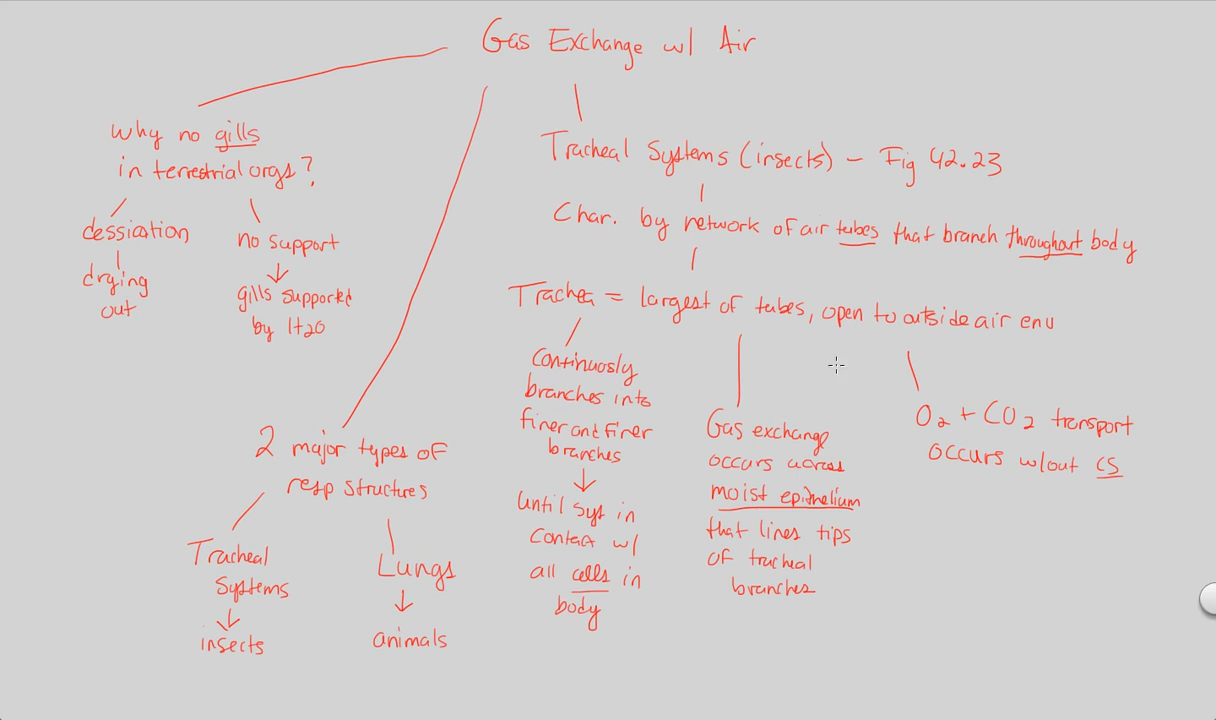 Gas Exchange w/ Air
Why no gills
in terrestrial orgs?
dessication
drying
out
no support
gills supported
by H20
2 major types of
resp structures
Tracheal
Systems
insects
Lungs
animals
Tracheal Systems (insects) - Fig 42.23
Char. by network of air tubes that branch throughout body
Trachea = largest of tubes, open to outside air env
Continuosly
branches into
finer and finer
branches
Until syst in
Contact w/
all cells in
body
Gas exchange
occurs across
moist epithelium
that lines tips
of tracheal
branches
O2 + CO2 transport
occurs w/out CS